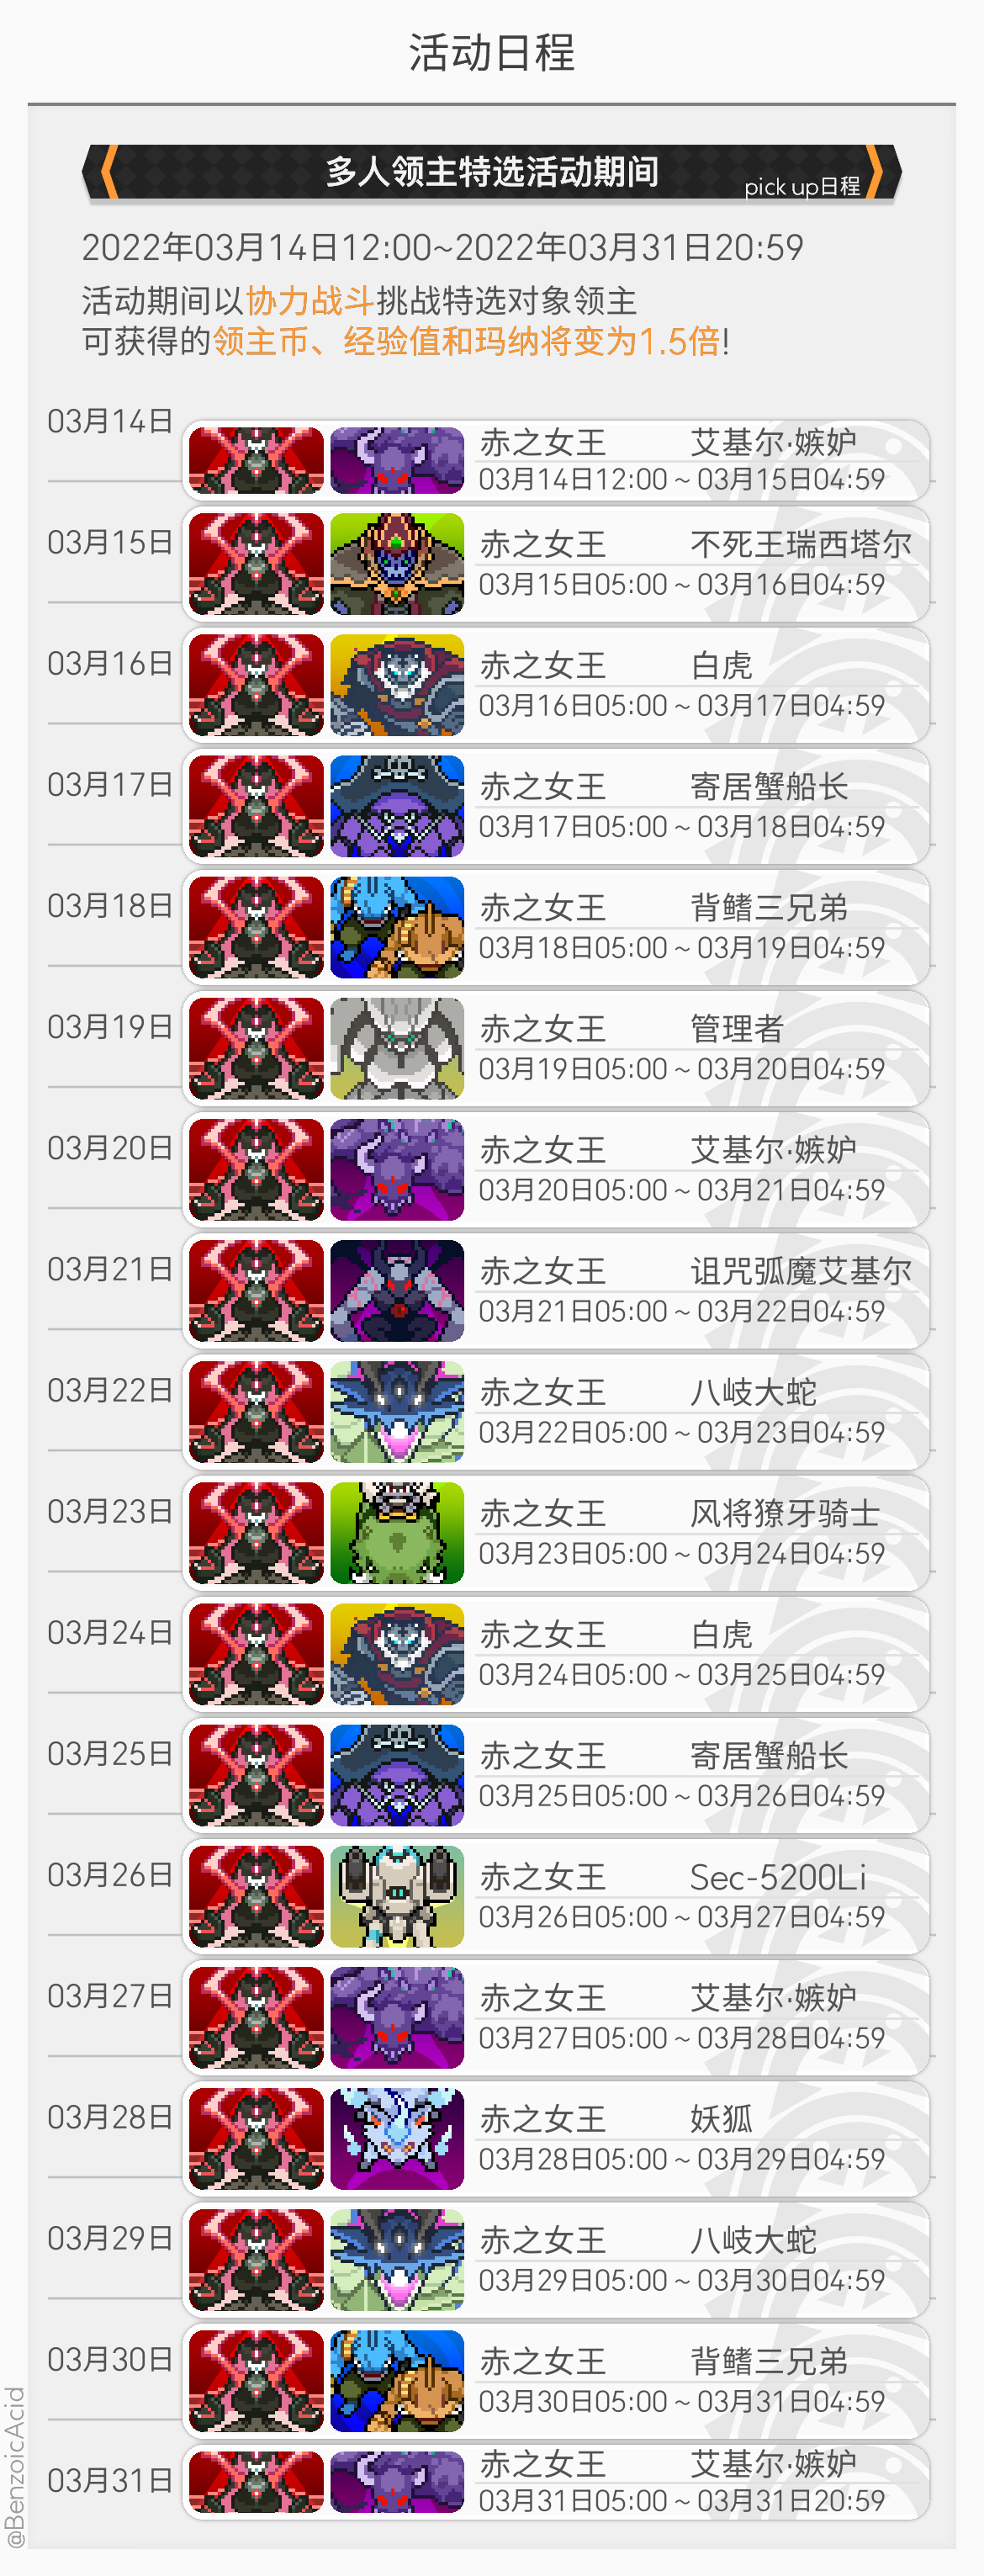 活动日程
多人领主特选活动期间
pick up日程
2022年03月14日12:00~2022年03月31日20:59
活动期间以协力战斗挑战特选对象领主
可获得的领主币、经验值和玛纳将变为1.5倍!
03月14日
赤之女王 艾基尔·嫉妒
03月14日12:00 ~ 03月15日04:59
03月15日
赤之女王 不死王瑞西塔尔
03月15日05:00 ~ 03月16日04:59
03月16日
赤之女王 白虎
03月16日05:00 ~ 03月17日04:59
03月17日
赤之女王 寄居蟹船长
03月17日05:00 ~ 03月18日04:59
03月18日
赤之女王 背鳍三兄弟
03月18日05:00 ~ 03月19日04:59
03月19日
赤之女王 管理者
03月19日05:00 ~ 03月20日04:59
03月20日
赤之女王 艾基尔·嫉妒
03月20日05:00 ~ 03月21日04:59
03月21日
赤之女王 诅咒弧魔艾基尔
03月21日05:00 ~ 03月22日04:59
03月22日
赤之女王 八岐大蛇
03月22日05:00 ~ 03月23日04:59
03月23日
赤之女王 风将獠牙骑士
03月23日05:00 ~ 03月24日04:59
03月24日
赤之女王 白虎
03月24日05:00 ~ 03月25日04:59
03月25日
赤之女王 寄居蟹船长
03月25日05:00 ~ 03月26日04:59
03月26日
赤之女王 Sec-5200Li
03月26日05:00 ~ 03月27日04:59
03月27日
赤之女王 艾基尔·嫉妒
03月27日05:00 ~ 03月28日04:59
03月28日
赤之女王 妖狐
03月28日05:00 ~ 03月29日04:59
03月29日
赤之女王 八岐大蛇
03月29日05:00 ~ 03月30日04:59
03月30日
赤之女王 背鳍三兄弟
03月30日05:00 ~ 03月31日04:59
03月31日
赤之女王 艾基尔·嫉妒
03月31日05:00 ~ 03月31日20:59
@BenzoicAcid